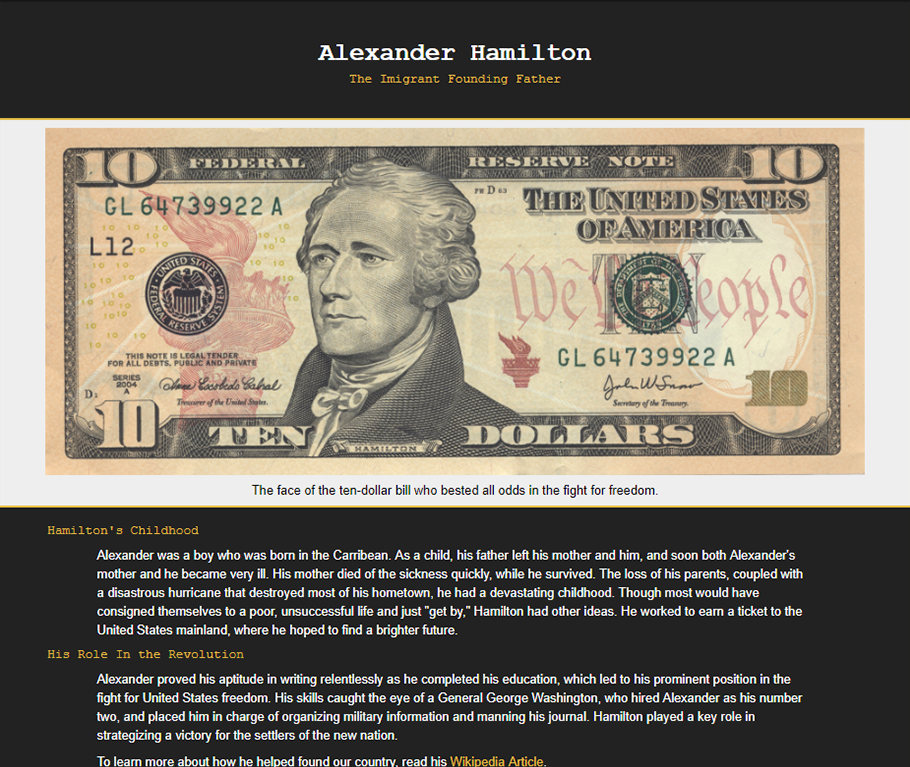 Alexander Hamilton
The Imigrant Founding Father
10 FEDERAL RESERVE NOTE 10
FW D 63
THE UNITED STATES
OF AMERICA
GL 64739922 A
L12
UNITED STATES
FEDERAL RESERVE SYSTEM
We The People
THIS NOTE IS LEGAL TENDER
FOR ALL DEBTS, PUBLIC AND PRIVATE
GL 64739922 A
SERIES
2004
A
Treasurer of the United States.
Secretary of the Treasury.
10
10 TEN DOLLARS
HAMILTON
The face of the ten-dollar bill who bested all odds in the fight for freedom.
Hamilton's Childhood
Alexander was a boy who was born in the Carribean. As a child, his father left his mother and him, and soon both Alexander's
mother and he became very ill. His mother died of the sickness quickly, while he survived. The loss of his parents, coupled with
a disastrous hurricane that destroyed most of his hometown, he had a devastating childhood. Though most would have
consigned themselves to a poor, unsuccessful life and just "get by," Hamilton had other ideas. He worked to earn a ticket to the
United States mainland, where he hoped to find a brighter future.
His Role In the Revolution
Alexander proved his aptitude in writing relentlessly as he completed his education, which led to his prominent position in the
fight for United States freedom. His skills caught the eye of a General George Washington, who hired Alexander as his number
two, and placed him in charge of organizing military information and manning his journal. Hamilton played a key role in
strategizing a victory for the settlers of the new nation.
To learn more about how he helped found our country, read his Wikipedia Article.